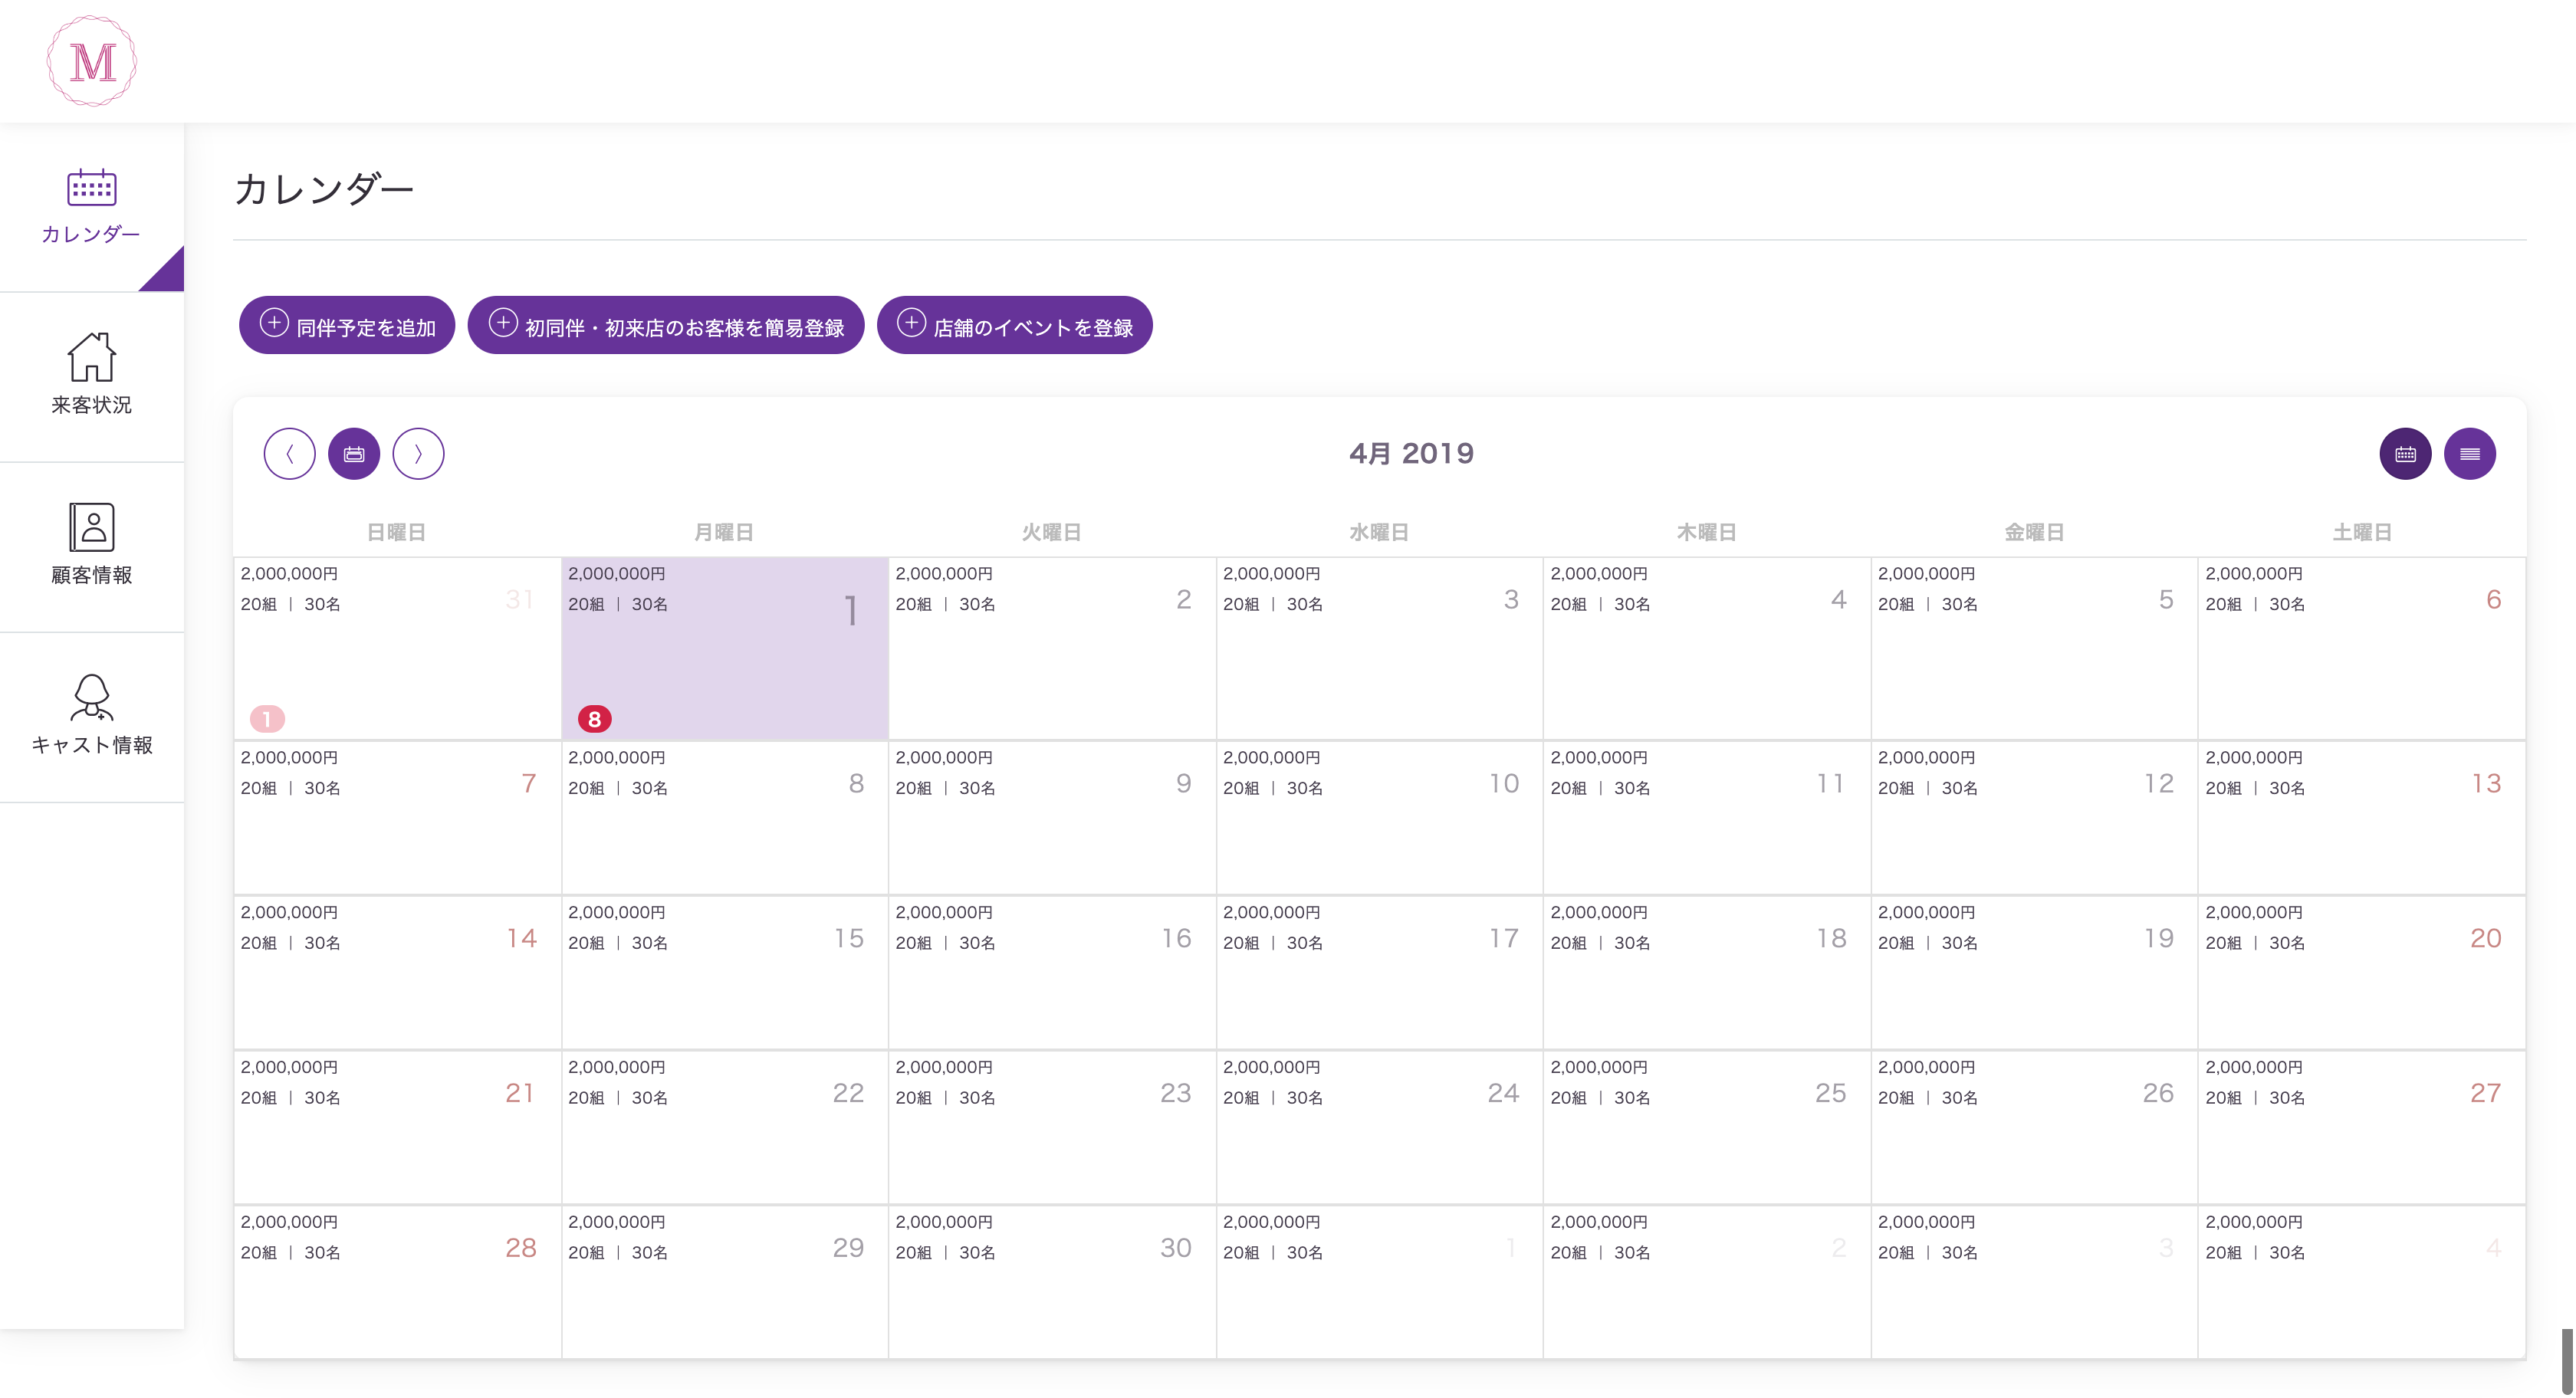 M
カレンダー
来客状況
顧客情報
キャスト情報
カレンダー
同伴予定を追加 初同伴・初来店のお客様を簡易登録 店舗のイベントを登録
4月 2019
日曜日 月曜日 火曜日 水曜日 木曜日 金曜日 土曜日
2,000,000円 2,000,000円 2,000,000円 2,000,000円 2,000,000円 2,000,000円 2,000,000円
20組 | 30名 31 20組 | 30名 1 20組 | 30名 2 20組 | 30名 3 20組 | 30名 4 20組 | 30名 5 20組 | 30名 6
1 8
2,000,000円 2,000,000円 2,000,000円 2,000,000円 2,000,000円 2,000,000円 2,000,000円
20組 | 30名 7 20組 | 30名 8 20組 | 30名 9 20組 | 30名 10 20組 | 30名 11 20組 | 30名 12 20組 | 30名 13
2,000,000円 2,000,000円 2,000,000円 2,000,000円 2,000,000円 2,000,000円 2,000,000円
20組 | 30名 14 20組 | 30名 15 20組 | 30名 16 20組 | 30名 17 20組 | 30名 18 20組 | 30名 19 20組 | 30名 20
2,000,000円 2,000,000円 2,000,000円 2,000,000円 2,000,000円 2,000,000円 2,000,000円
20組 | 30名 21 20組 | 30名 22 20組 | 30名 23 20組 | 30名 24 20組 | 30名 25 20組 | 30名 26 20組 | 30名 27
2,000,000円 2,000,000円 2,000,000円 2,000,000円 2,000,000円 2,000,000円 2,000,000円
20組 | 30名 28 20組 | 30名 29 20組 | 30名 30 20組 | 30名 1 20組 | 30名 2 20組 | 30名 3 20組 | 30名 4